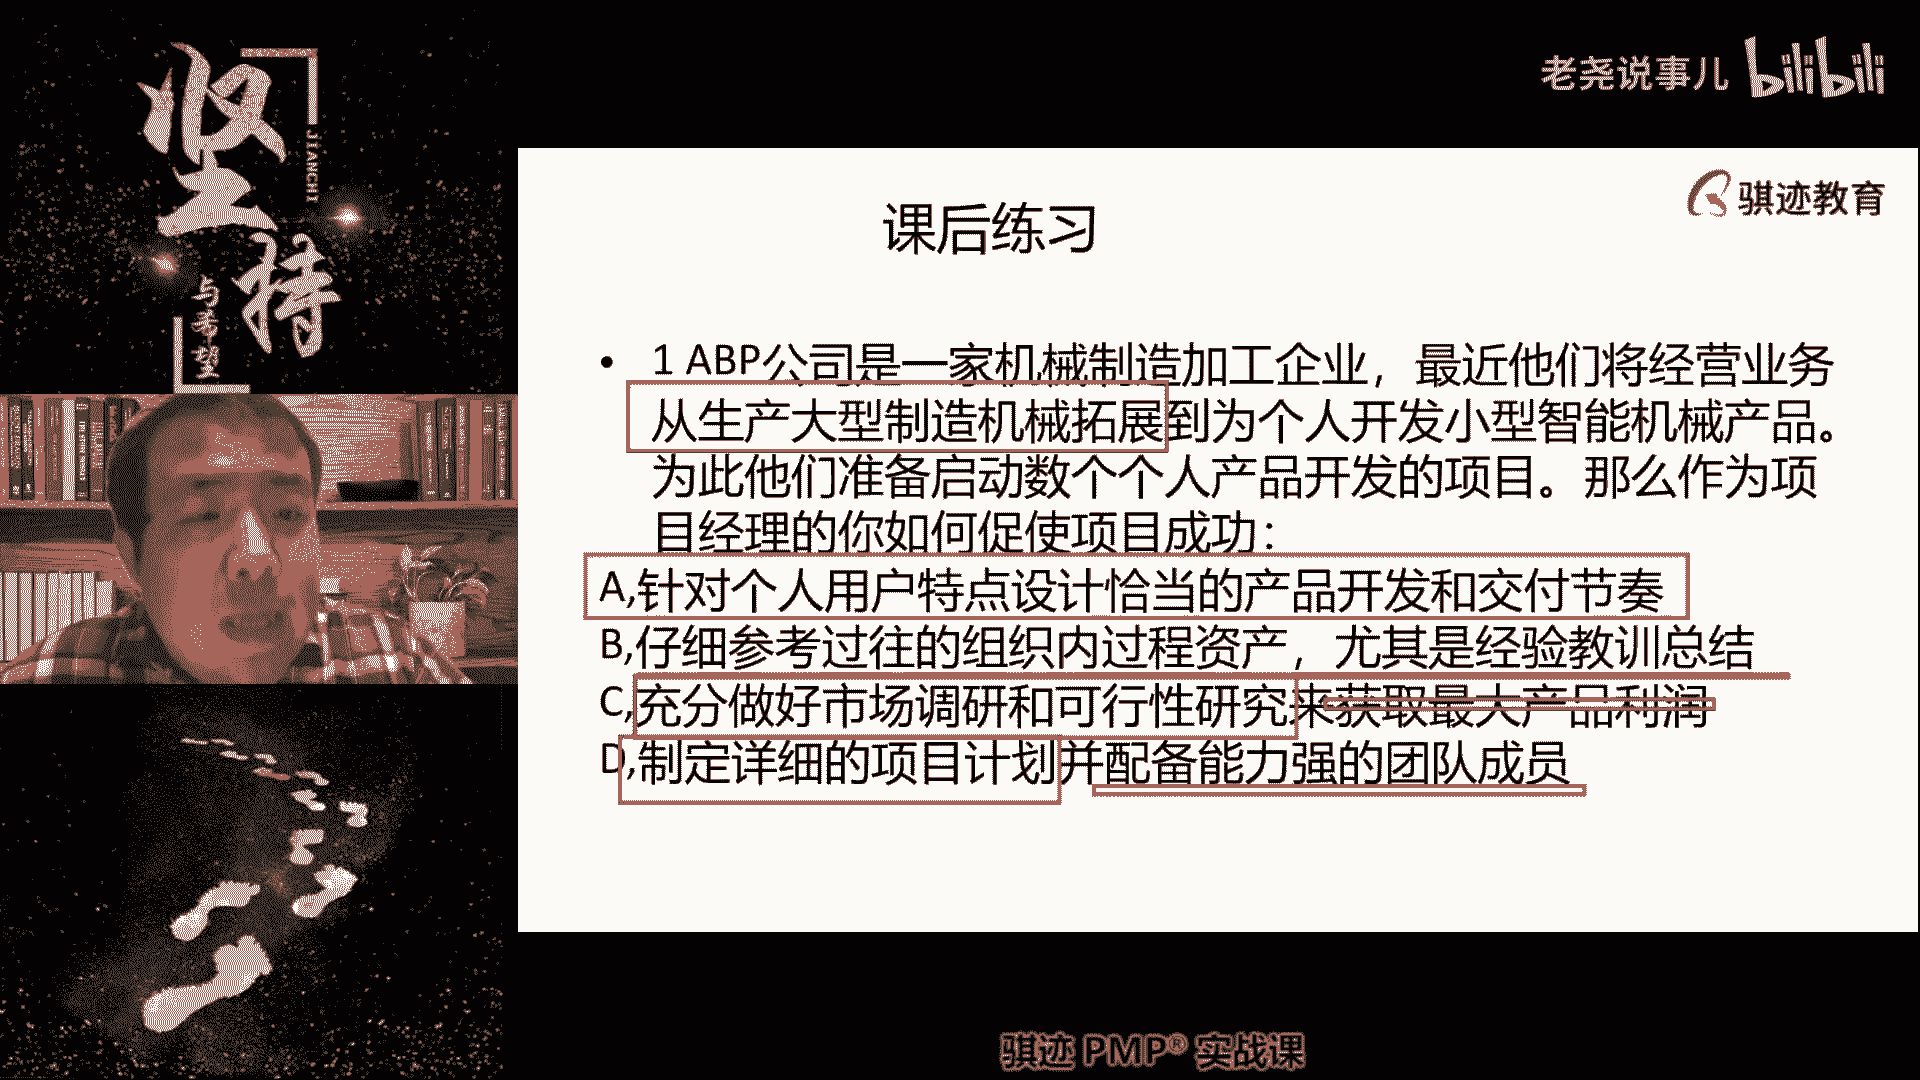 坚持
JIANCHI
与希望
老尧说事儿 bilibili
骐迹教育
课后练习
• 1 ABP公司是一家机械制造加工企业，最近他们将经营业务
从生产大型制造机械拓展到为个人开发小型智能机械产品。
为此他们准备启动数个个人产品开发的项目。那么作为项
目经理的你如何促使项目成功：
A,针对个人用户特点设计恰当的产品开发和交付节奏
B,仔细参考过往的组织内过程资产，尤其是经验教训总结
C,充分做好市场调研和可行性研究来获取最大产品利润
D,制定详细的项目计划并配备能力强的团队成员
骐迹 PMP® 实战课